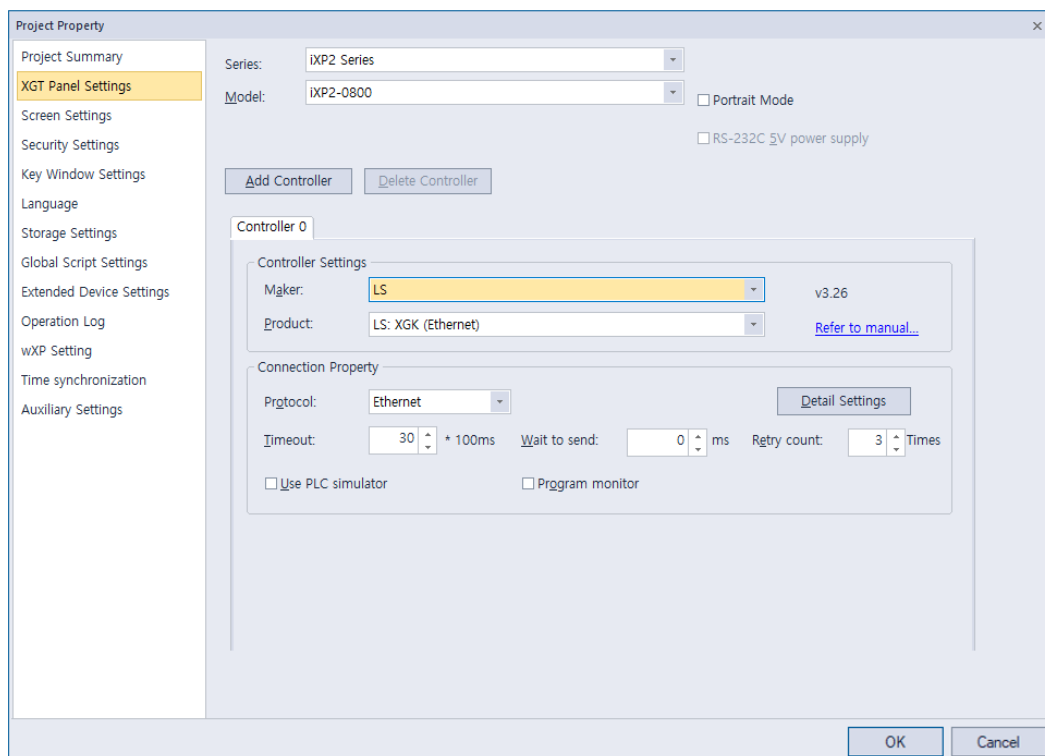 Project Property
Project Summary
XGT Panel Settings
Screen Settings
Security Settings
Key Window Settings
Language
Storage Settings
Global Script Settings
Extended Device Settings
Operation Log
wXP Setting
Time synchronization
Auxiliary Settings
Series: iXP2 Series
Model: iXP2-0800
Portrait Mode
RS-232C 5V power supply
Add Controller Delete Controller
Controller 0
Controller Settings
Maker: LS v3.26
Product: LS: XGK (Ethernet) Refer to manual...
Connection Property
Protocol: Ethernet Detail Settings
Timeout: 30 * 100ms Wait to send: 0 ms Retry count: 3 Times
Use PLC simulator Program monitor
OK Cancel